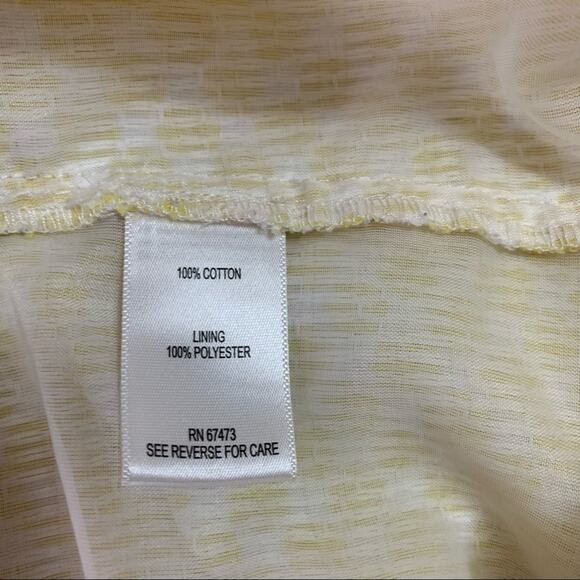 100% COTTON
LINING
100% POLYESTER
RN 67473
SEE REVERSE FOR CARE